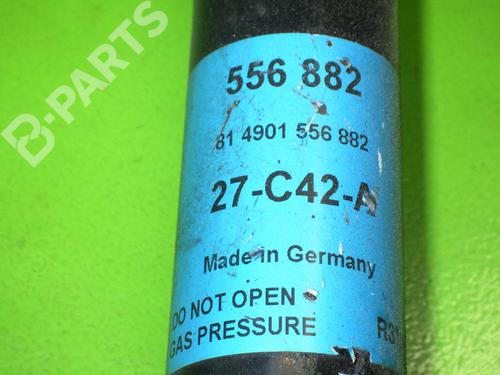 B-PARTS
556 882
81 4901 556 882
27-C42-A
Made in Germany
DO NOT OPEN
GAS PRESSURE